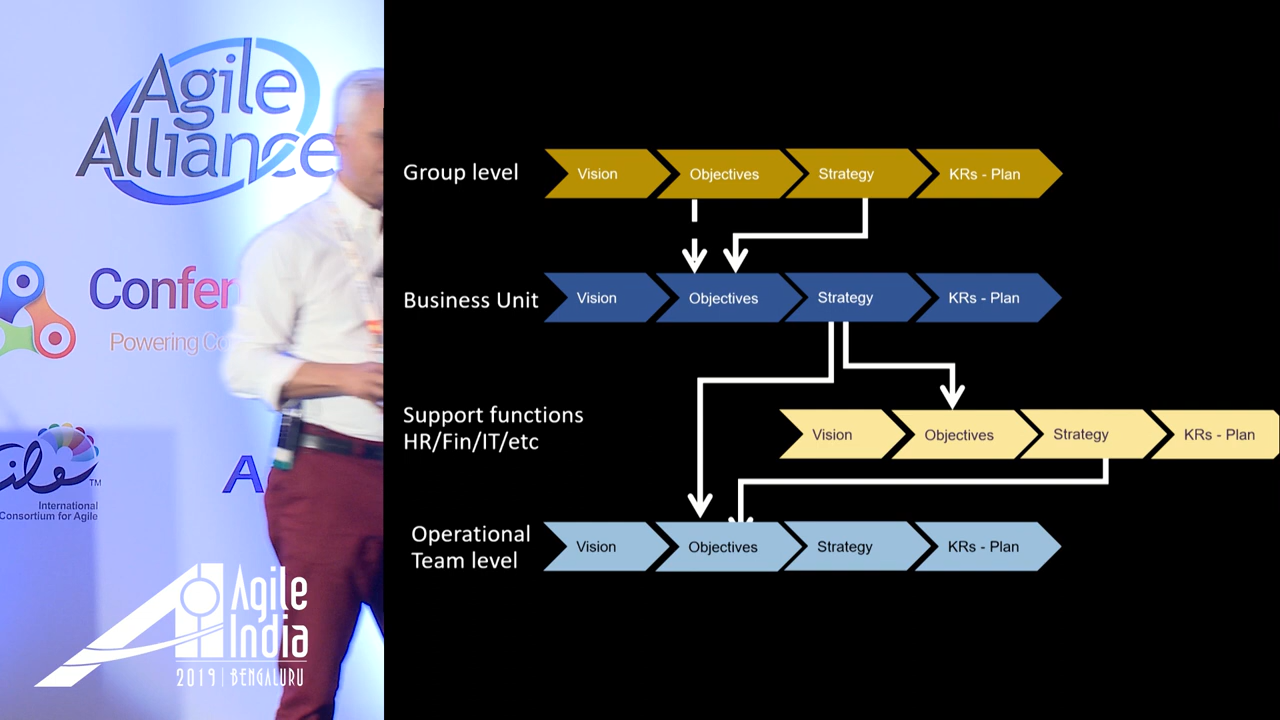 Agile
Alliance
Confer
Powering Co
TM
International
Consortium for Agile
A
Agile
India
2019 | BENGALURU
Group level
Vision
Objectives
Strategy
KRs - Plan
Business Unit
Vision
Objectives
Strategy
KRs - Plan
Support functions
HR/Fin/IT/etc
Vision
Objectives
Strategy
KRs - Plan
Operational
Team level
Vision
Objectives
Strategy
KRs - Plan